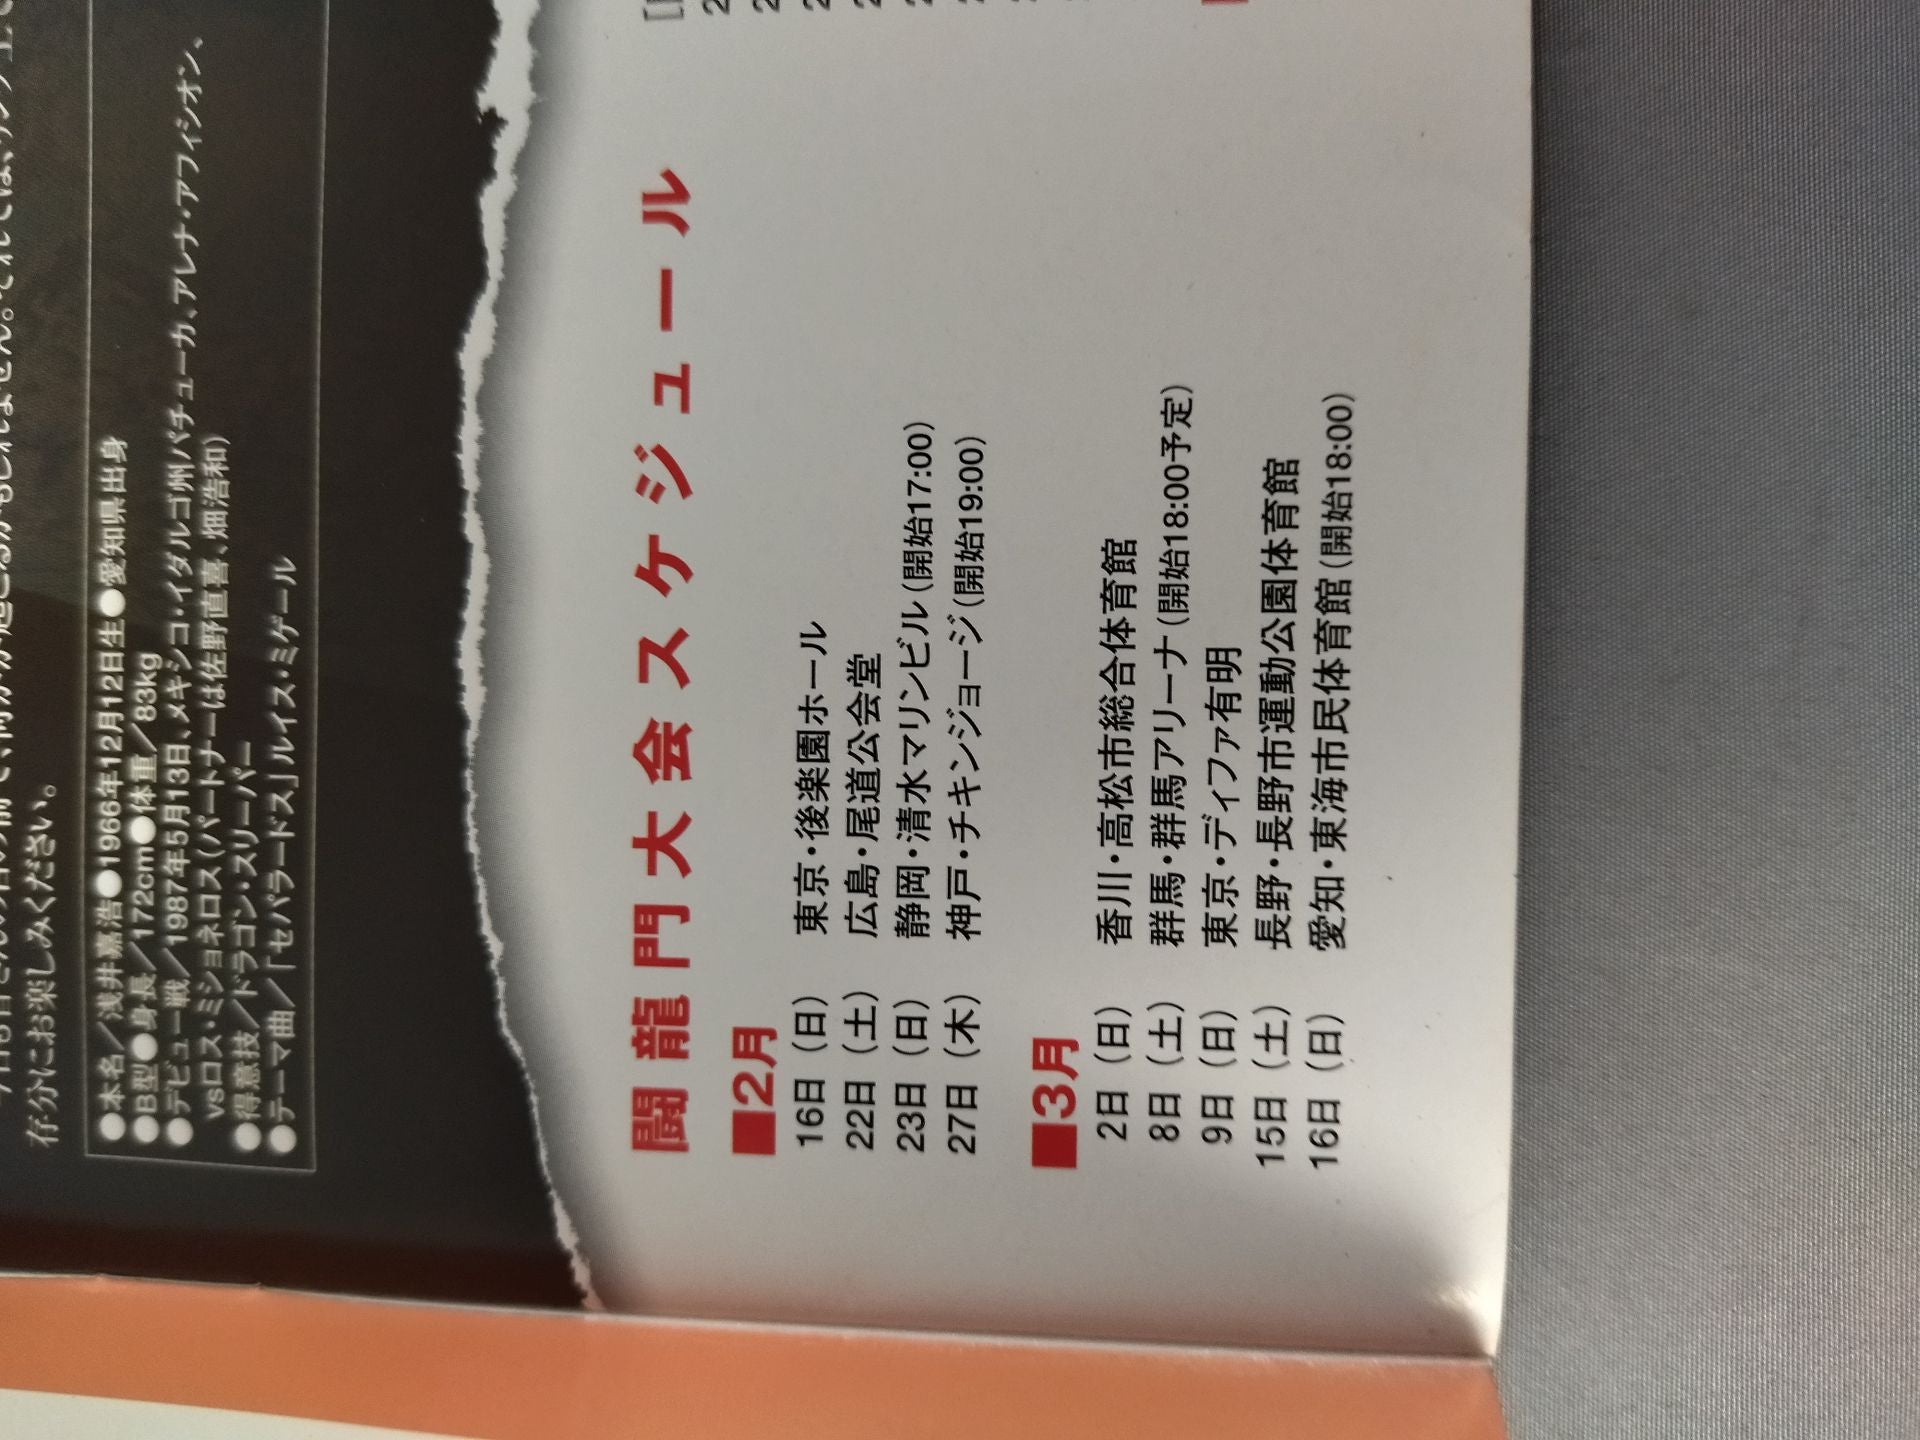 存分にお楽しみください。
●本名／浅井嘉浩●1966年12月12日生●愛知県出身
●B型●身長／172cm●体重／83kg
●デビュー戦／1987年5月13日、メキシコ・イダルゴ州パチューカ、アレナ・アフィシオン、
vsロス・ミショネロス（パートナーは佐野直喜、畑浩和）
●得意技／ドラゴン・スリーパー
●テーマ曲／「セパラードス」ルイス・ミゲール
闘龍門大会スケジュール
■2月
16日（日） 東京・後楽園ホール
22日（土） 広島・尾道公会堂
23日（日） 静岡・清水マリンビル（開始17:00）
27日（木） 神戸・チキンジョージ（開始19:00）
■3月
2日（日） 香川・高松市総合体育館
8日（土） 群馬・群馬アリーナ（開始18:00予定）
9日（日） 東京・ディファ有明
15日（土） 長野・長野市運動公園体育館
16日（日） 愛知・東海市民体育館（開始18:00）